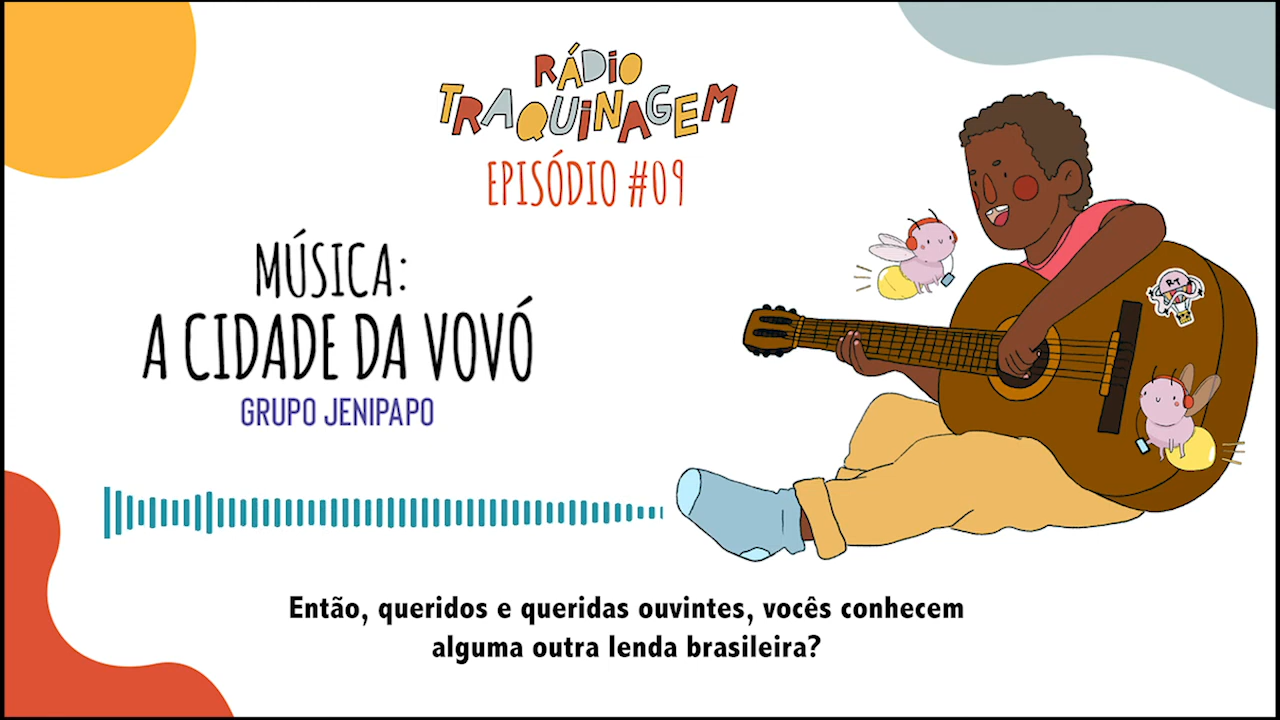 RÁDiO
TRAQUiNAGEM
EPISÓDIO #09
MÚSICA:
A CIDADE DA VOVÓ
GRUPO JENIPAPO
RT
Então, queridos e queridas ouvintes, vocês conhecem
alguma outra lenda brasileira?